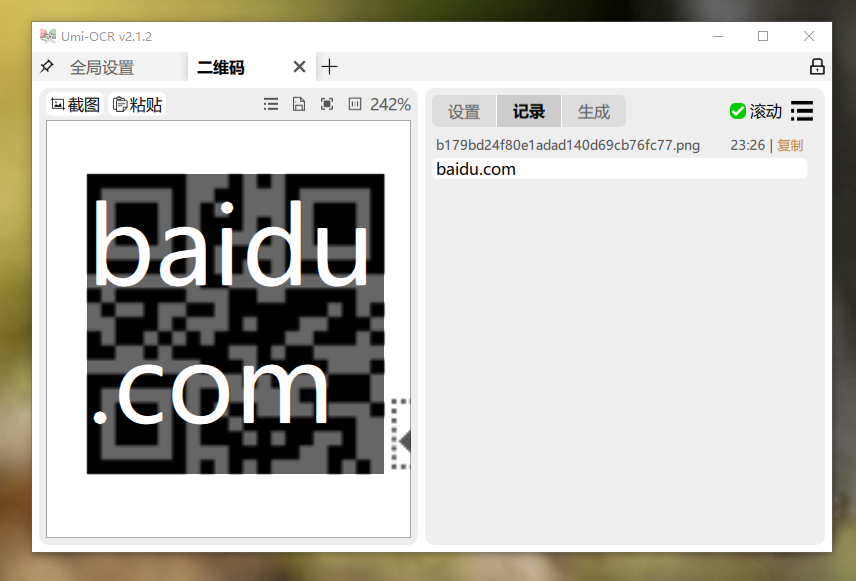 Umi-OCR v2.1.2
全局设置
二维码
截图
粘贴
242%
baidu
.com
设置
记录
生成
滚动
b179bd24f80e1adad140d69cb76fc77.png
23:26 | 复制
baidu.com